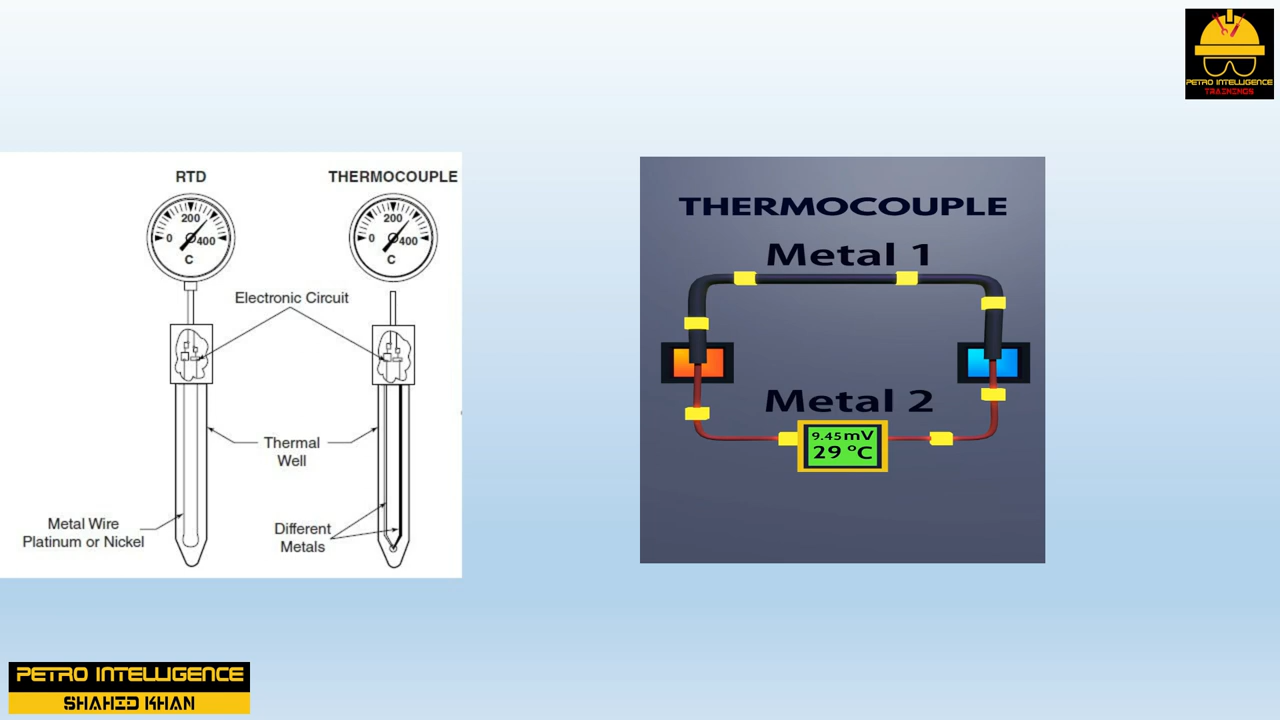 PETRO INTELLIGENCE
TRAININGS
RTD
THERMOCOUPLE
200
0
400
C
200
0
400
C
Electronic Circuit
Thermal
Well
Metal Wire
Platinum or Nickel
Different
Metals
THERMOCOUPLE
Metal 1
Metal 2
9.45mV
29 °C
PETRO INTELLIGENCE
SHAHID KHAN